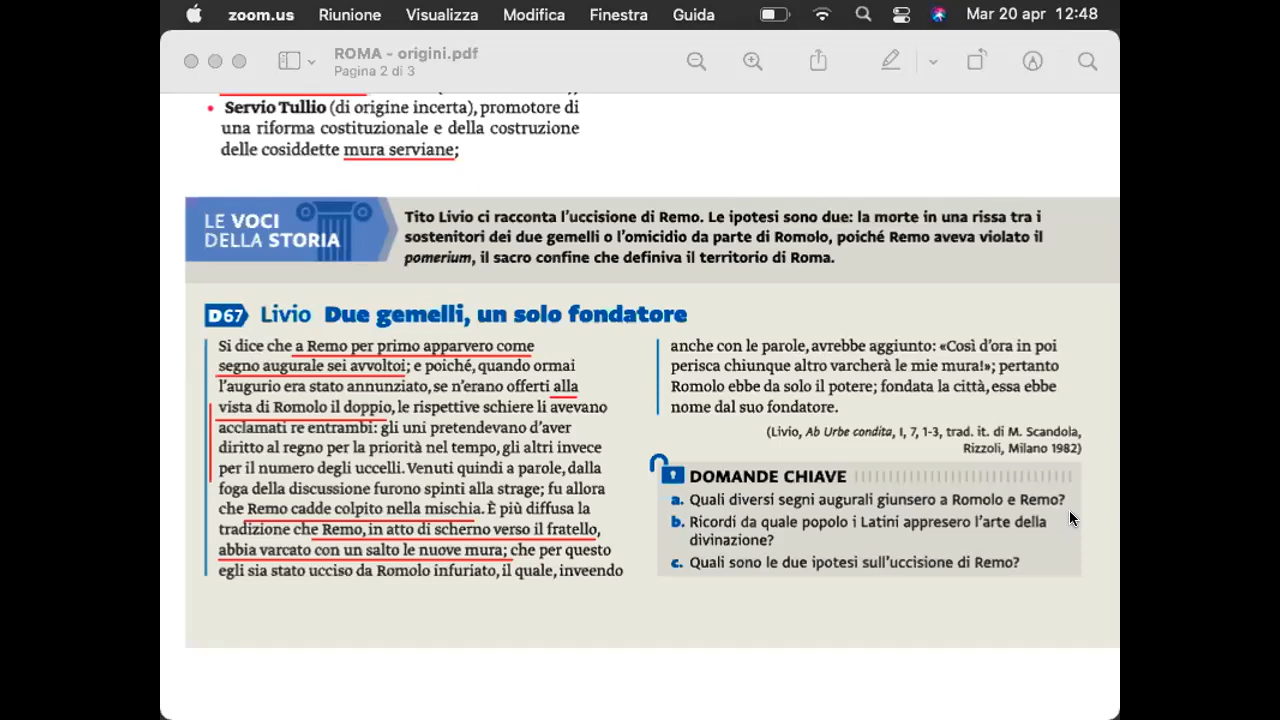 zoom.us Riunione Visualizza Modifica Finestra Guida Mar 20 apr 12:48
ROMA - origini.pdf
Pagina 2 di 3
• Servio Tullio (di origine incerta), promotore di
una riforma costituzionale e della costruzione
delle cosiddette mura serviane;
LE VOCI
DELLA STORIA
Tito Livio ci racconta l'uccisione di Remo. Le ipotesi sono due: la morte in una rissa tra i
sostenitori dei due gemelli o l'omicidio da parte di Romolo, poiché Remo aveva violato il
pomerium, il sacro confine che definiva il territorio di Roma.
D67 Livio Due gemelli, un solo fondatore
Si dice che a Remo per primo apparvero come
segno augurale sei avvoltoi; e poiché, quando ormai
l'augurio era stato annunziato, se n'erano offerti alla
vista di Romolo il doppio, le rispettive schiere li avevano
acclamati re entrambi: gli uni pretendevano d'aver
diritto al regno per la priorità nel tempo, gli altri invece
per il numero degli uccelli. Venuti quindi a parole, dalla
foga della discussione furono spinti alla strage; fu allora
che Remo cadde colpito nella mischia. È più diffusa la
tradizione che Remo, in atto di scherno verso il fratello,
abbia varcato con un salto le nuove mura; che per questo
egli sia stato ucciso da Romolo infuriato, il quale, inveendo
anche con le parole, avrebbe aggiunto: «Così d'ora in poi
perisca chiunque altro varcherà le mie mura!»; pertanto
Romolo ebbe da solo il potere; fondata la città, essa ebbe
nome dal suo fondatore.
(Livio, Ab Urbe condita, I, 7, 1-3, trad. it. di M. Scandola,
Rizzoli, Milano 1982)
DOMANDE CHIAVE
a. Quali diversi segni augurali giunsero a Romolo e Remo?
b. Ricordi da quale popolo i Latini appresero l'arte della
divinazione?
c. Quali sono le due ipotesi sull'uccisione di Remo?